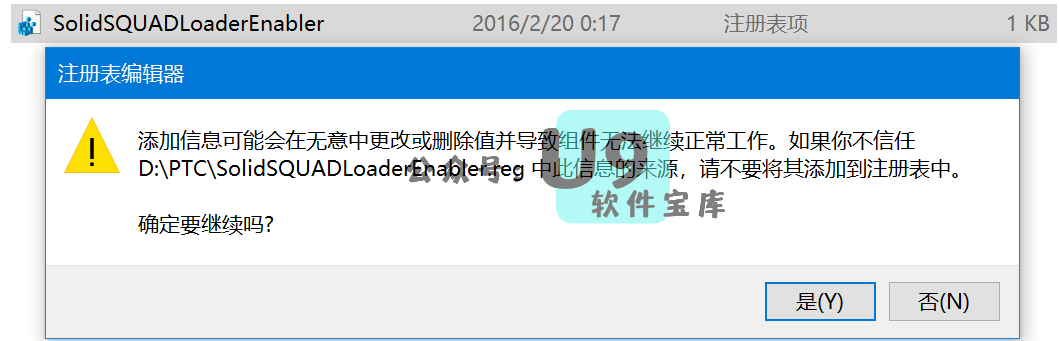 SolidSQUADLoaderEnabler 2016/2/20 0:17 注册表项 1 KB
注册表编辑器
添加信息可能会在无意中更改或删除值并导致组件无法继续正常工作。如果你不信任
D:\PTC\SolidSQUADLoaderEnabler.reg 中此信息的来源，请不要将其添加到注册表中。
公众号：U9
软件宝库
确定要继续吗?
是(Y) 否(N)